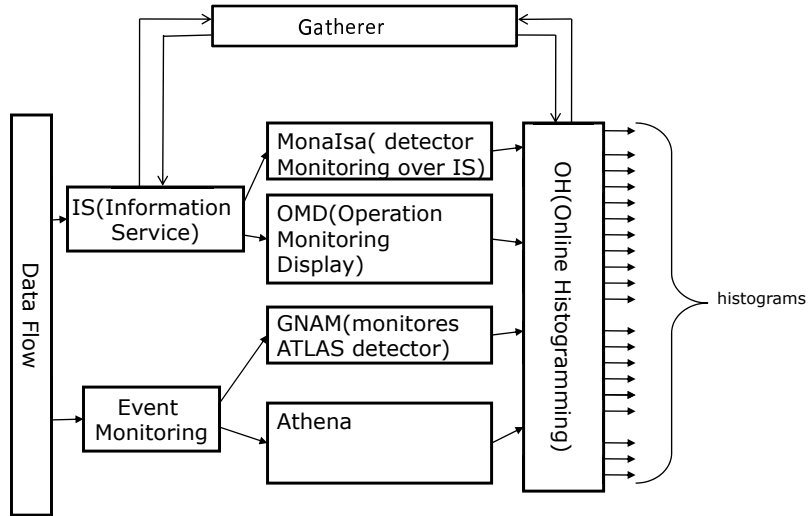 Gatherer
Data Flow
IS(Information
Service)
MonaIsa( detector
Monitoring over IS)
OMD(Operation
Monitoring
Display)
GNAM(monitores
ATLAS detector)
Event
Monitoring
Athena
OH(Online Histogramming)
histograms